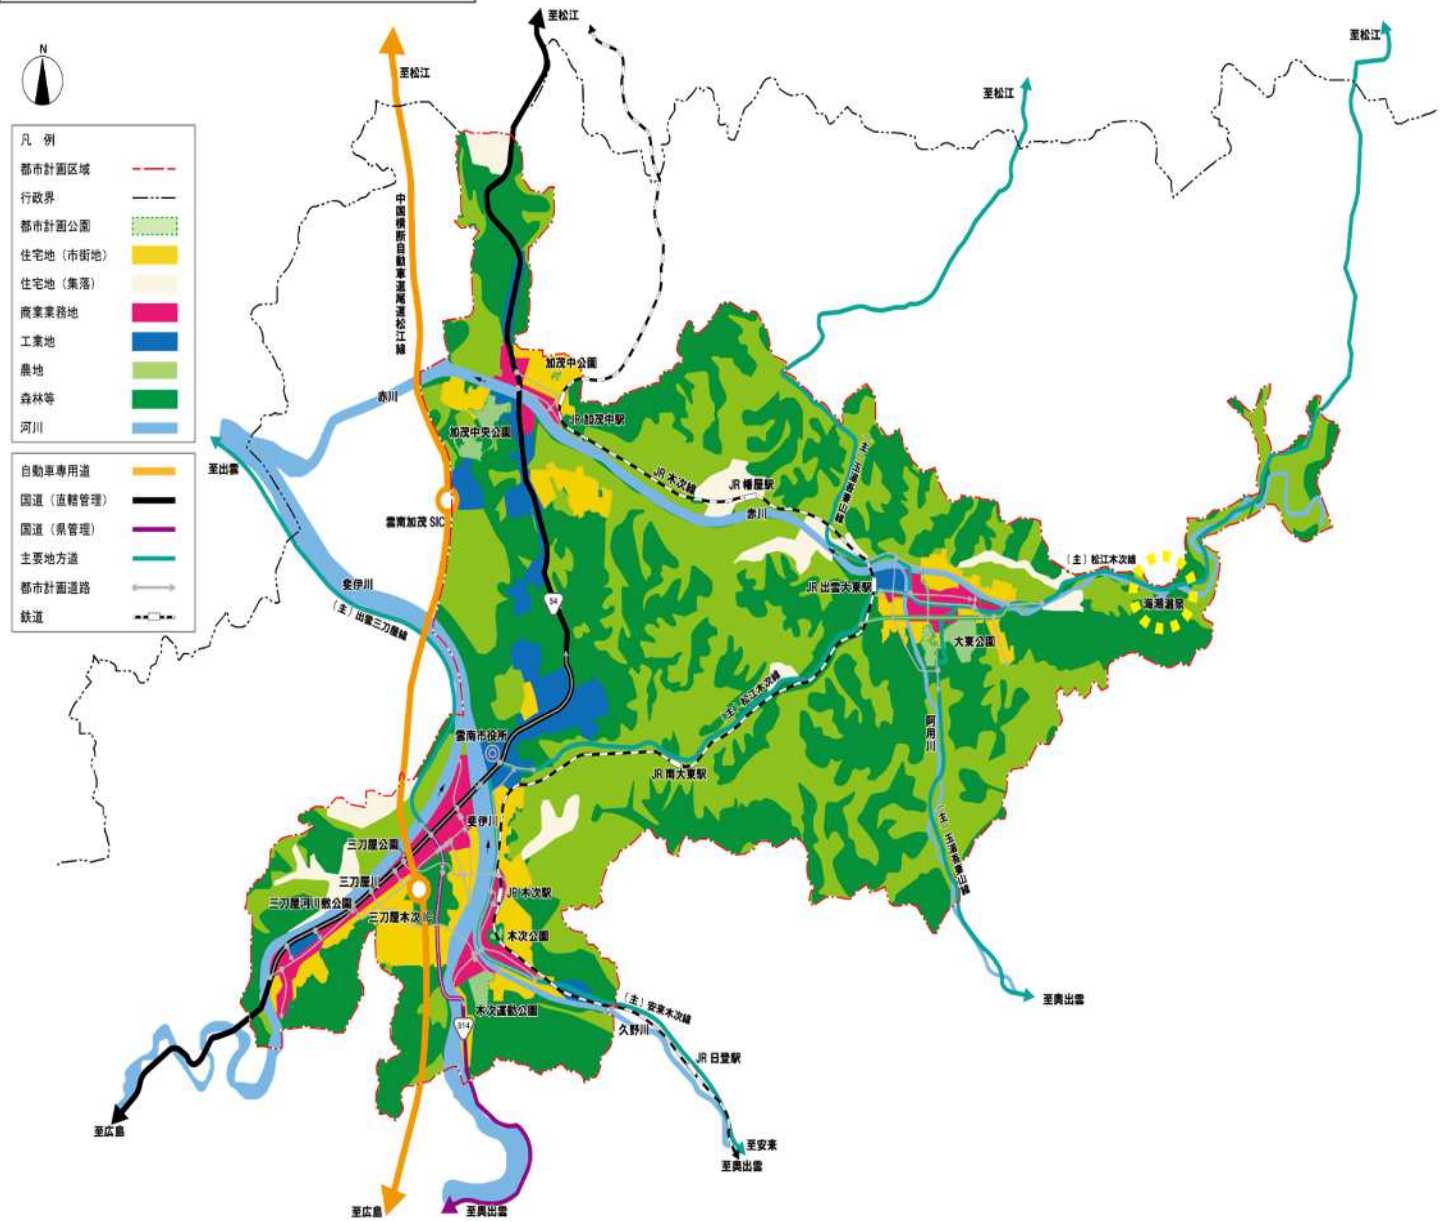 至松江
至松江
至松江
至松江
N
凡 例
都市計画区域
行政界
都市計画公園
住宅地（市街地）
住宅地（集落）
商業業務地
工業地
農地
森林等
河川
自動車専用道
国道（直轄管理）
国道（県管理）
主要地方道
都市計画道路
鉄道
中国横断自動車道尾道松江線
加茂中公園
赤川
JR 加茂中駅
加茂中央公園
至出雲
JR 木次線
JR 幡屋駅
赤川
雲南加茂 SIC
（主）松江木次線
斐伊川
（主）出雲三刀屋線
JR 出雲大東駅
海潮温泉
54
大東公園
（主）松江木次線
阿用川
雲南市役所
JR 南大東駅
斐伊川
三刀屋公園
三刀屋川
三刀屋河川敷公園
三刀屋木次 IC
JR 木次駅
木次公園
木次運動公園
314
（主）安来木次線
久野川
JR 日登駅
至奥出雲
至広島
至安来
至奥出雲
至広島
至奥出雲